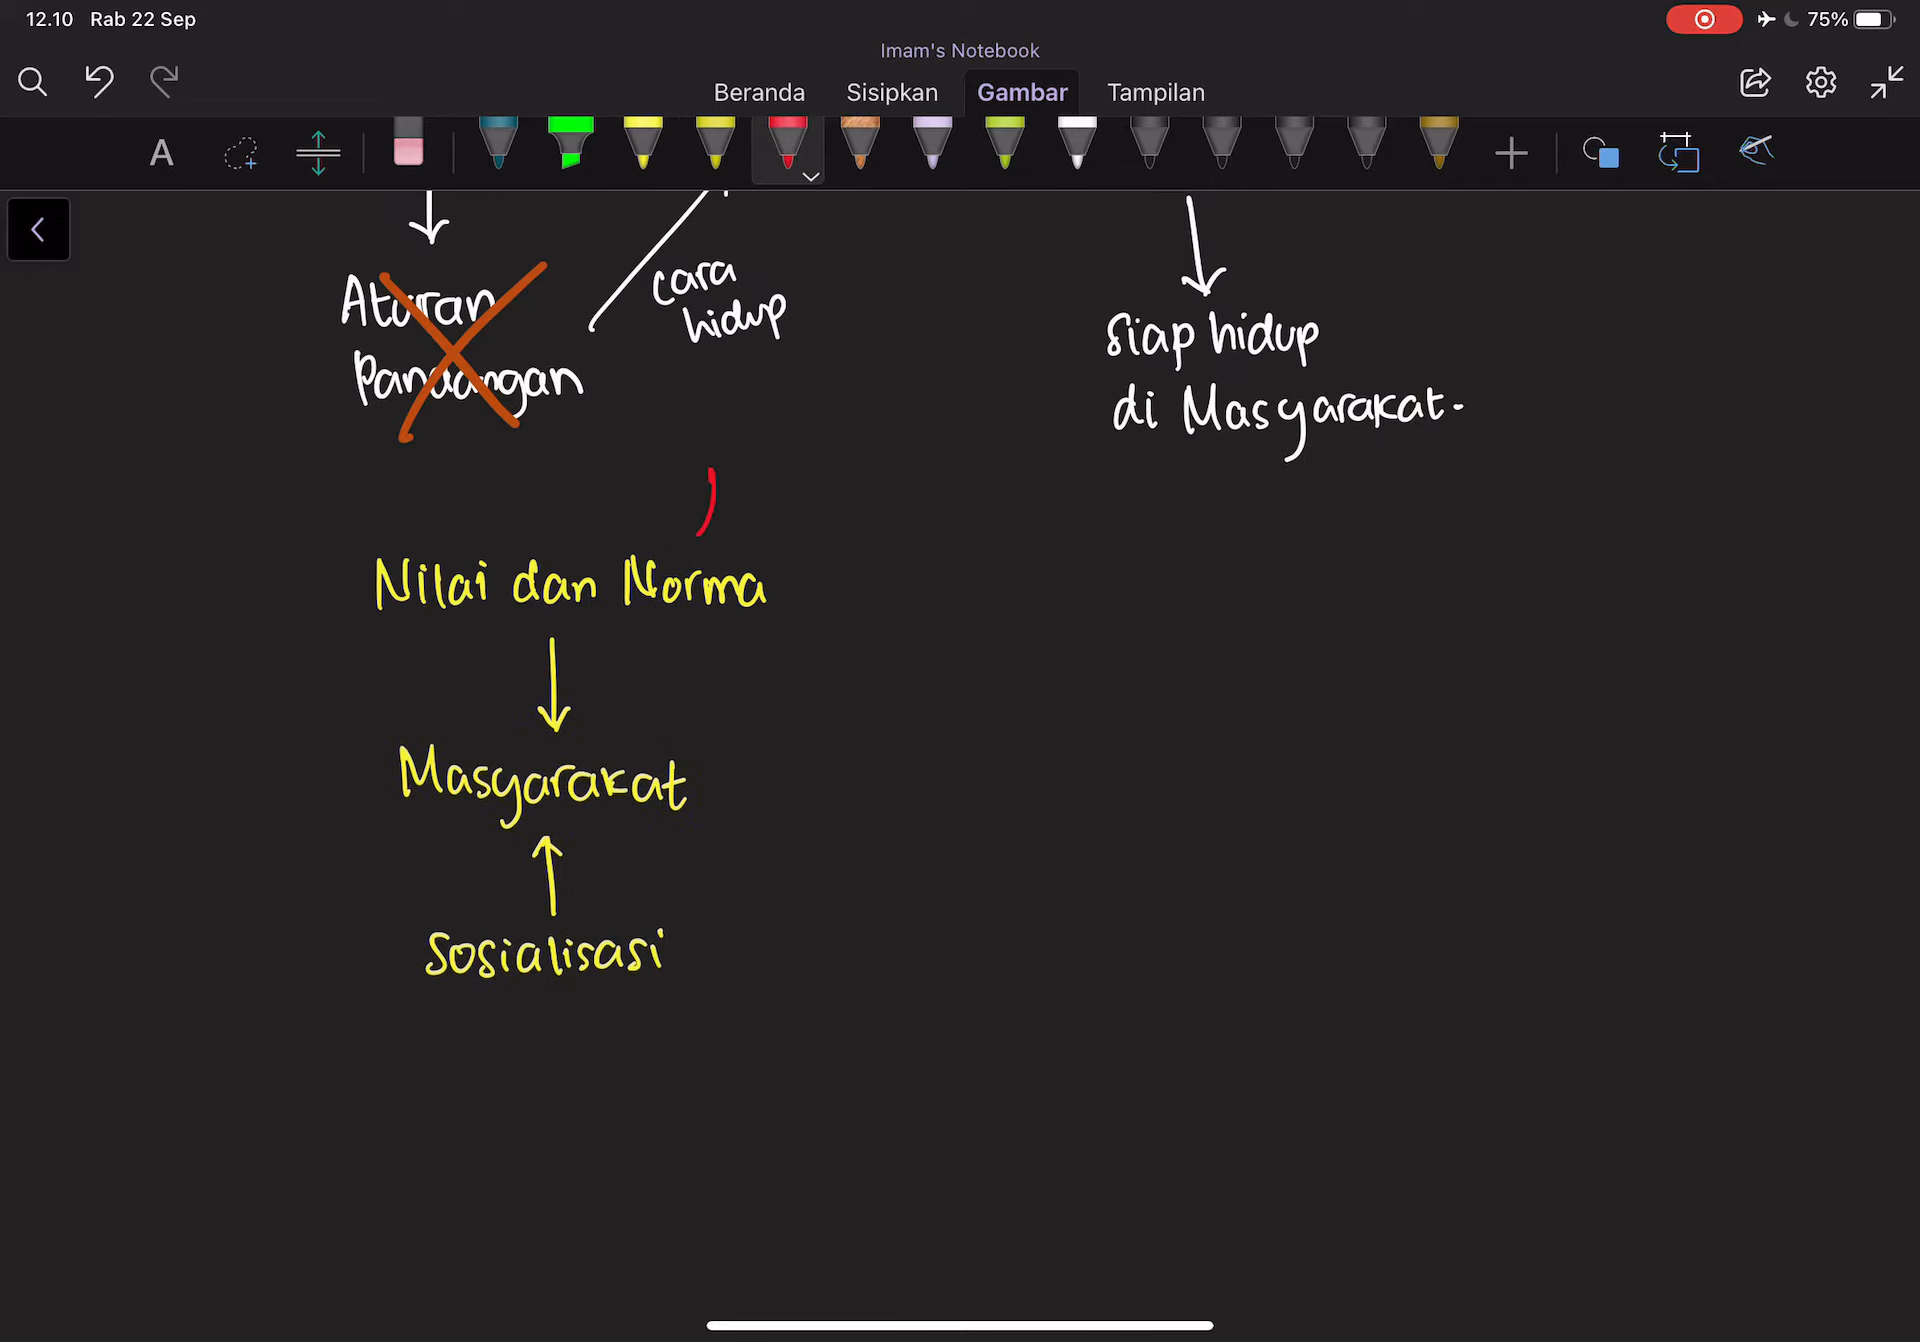 12.10 Rab 22 Sep
75%
Imam's Notebook
Beranda Sisipkan Gambar Tampilan
A
Aturan
Pandangan
cara
hidup
Siap hidup
di Masyarakat.
Nilai dan Norma
Masyarakat
Sosialisasi